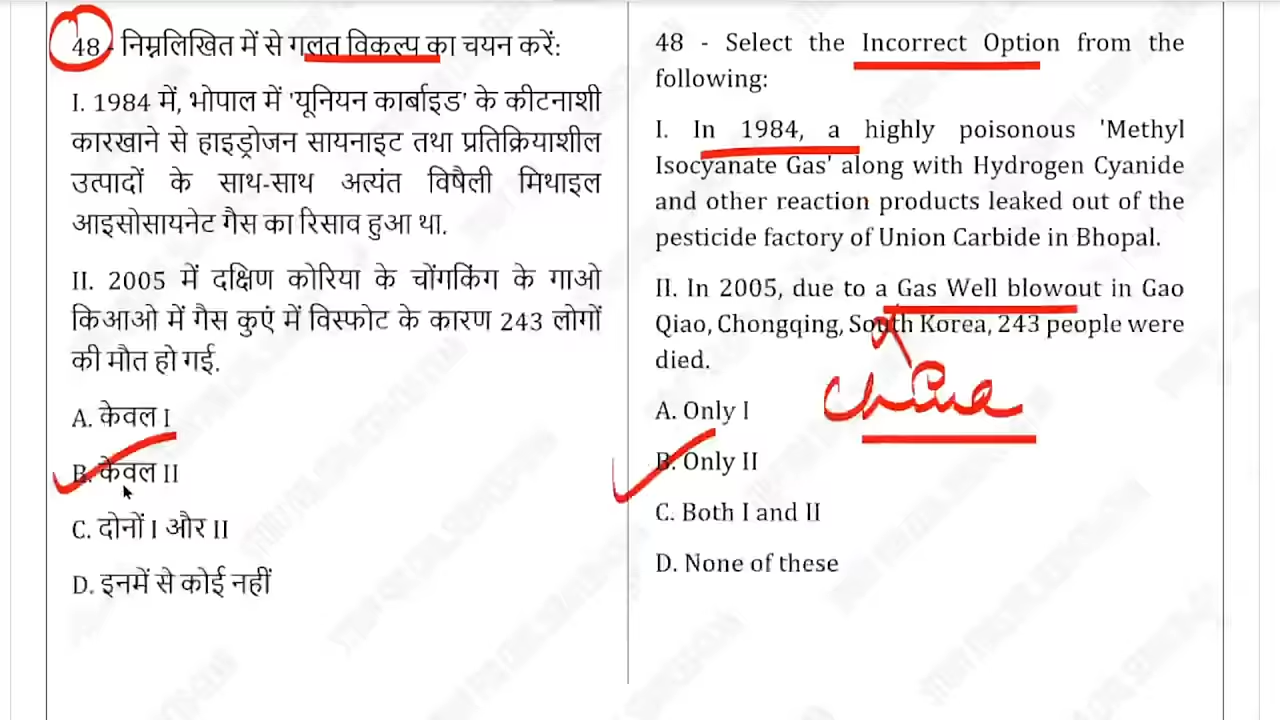 48 - निम्नलिखित में से गलत विकल्प का चयन करें:
I. 1984 में, भोपाल में 'यूनियन कार्बाइड' के कीटनाशी
कारखाने से हाइड्रोजन सायनाइट तथा प्रतिक्रियाशील
उत्पादों के साथ-साथ अत्यंत विषैली मिथाइल
आइसोसायनेट गैस का रिसाव हुआ था.
II. 2005 में दक्षिण कोरिया के चोंगकिंग के गाओ
किआओ में गैस कुएं में विस्फोट के कारण 243 लोगों
की मौत हो गई.
A. केवल I
B. केवल II
C. दोनों I और II
D. इनमें से कोई नहीं
48 - Select the Incorrect Option from the
following:
I. In 1984, a highly poisonous 'Methyl
Isocyanate Gas' along with Hydrogen Cyanide
and other reaction products leaked out of the
pesticide factory of Union Carbide in Bhopal.
II. In 2005, due to a Gas Well blowout in Gao
Qiao, Chongqing, South Korea, 243 people were
died.
China
A. Only I
B. Only II
C. Both I and II
D. None of these